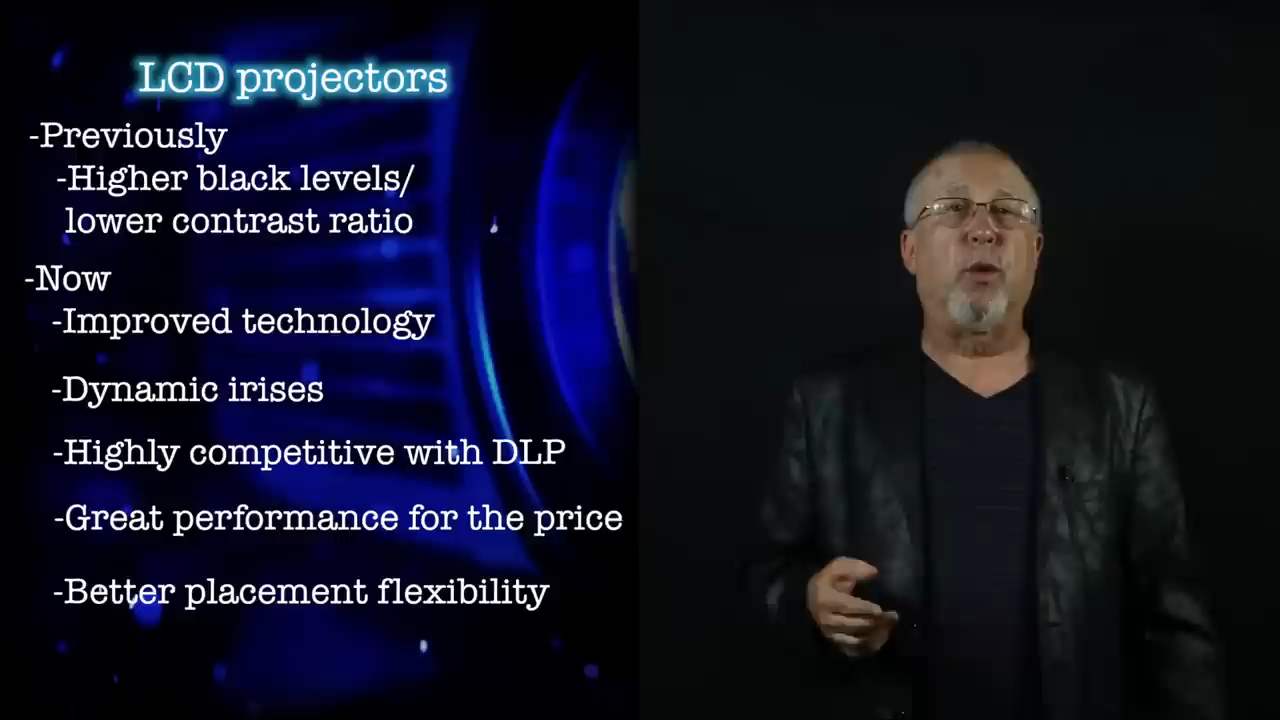 LCD projectors
-Previously
-Higher black levels/
lower contrast ratio
-Now
-Improved technology
-Dynamic irises
-Highly competitive with DLP
-Great performance for the price
-Better placement flexibility